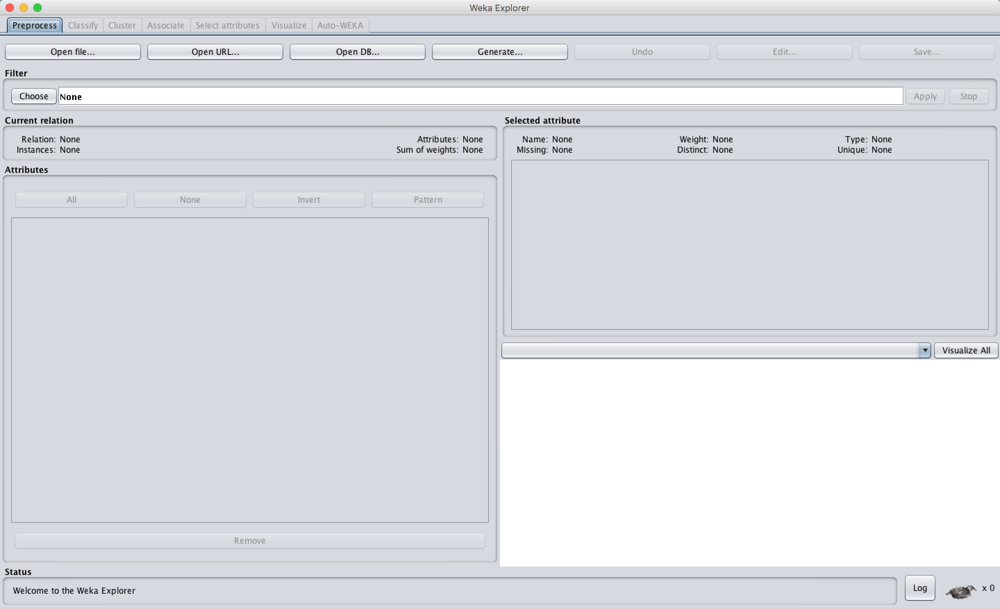 Weka Explorer
Preprocess Classify Cluster Associate Select attributes Visualize Auto-WEKA
Open file... Open URL... Open DB... Generate... Undo Edit... Save...
Filter
Choose None Apply Stop
Current relation
Relation: None Attributes: None
Instances: None Sum of weights: None
Attributes
All None Invert Pattern
Remove
Selected attribute
Name: None Weight: None Type: None
Missing: None Distinct: None Unique: None
Visualize All
Status
Welcome to the Weka Explorer
Log x 0